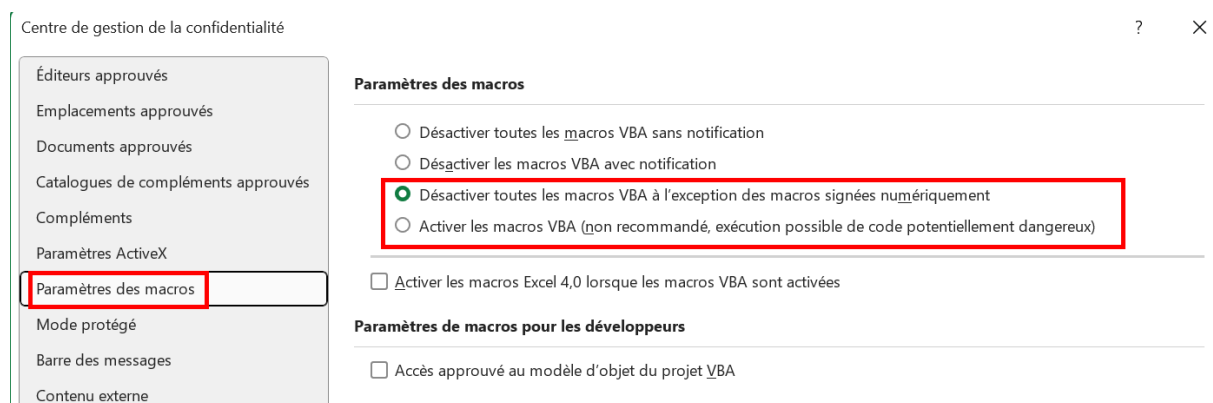 Centre de gestion de la confidentialité ? ×
Éditeurs approuvés
Emplacements approuvés
Documents approuvés
Catalogues de compléments approuvés
Compléments
Paramètres ActiveX
Paramètres des macros
Mode protégé
Barre des messages
Contenu externe
Paramètres des macros
Désactiver toutes les macros VBA sans notification
Désactiver les macros VBA avec notification
Désactiver toutes les macros VBA à l’exception des macros signées numériquement
Activer les macros VBA (non recommandé, exécution possible de code potentiellement dangereux)
Activer les macros Excel 4,0 lorsque les macros VBA sont activées
Paramètres de macros pour les développeurs
Accès approuvé au modèle d’objet du projet VBA